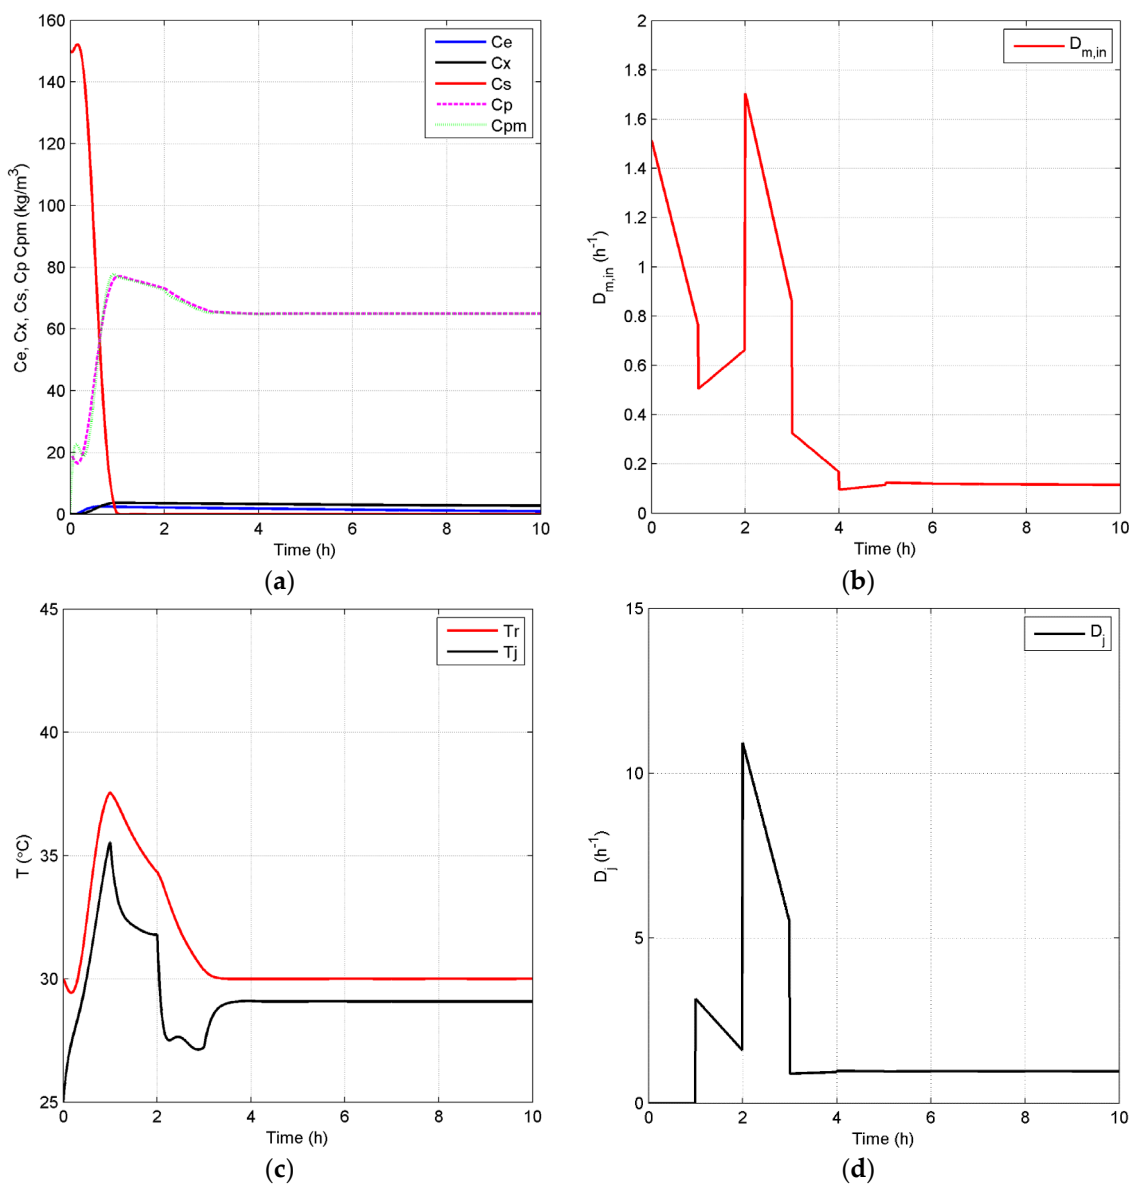 160
140
120
100
80
60
40
20
0
Ce, Cx, Cs, Cp Cpm (kg/m³)
Ce
Cx
Cs
Cp
Cpm
0 2 4 6 8 10
Time (h)
(a)
2
1.8
1.6
1.4
1.2
1
0.8
0.6
0.4
0.2
0
D_m,in (h⁻¹)
D_m,in
0 2 4 6 8 10
Time (h)
(b)
45
40
35
30
25
T (°C)
Tr
Tj
0 2 4 6 8 10
Time (h)
(c)
15
10
5
0
D_j (h⁻¹)
D_j
0 2 4 6 8 10
Time (h)
(d)